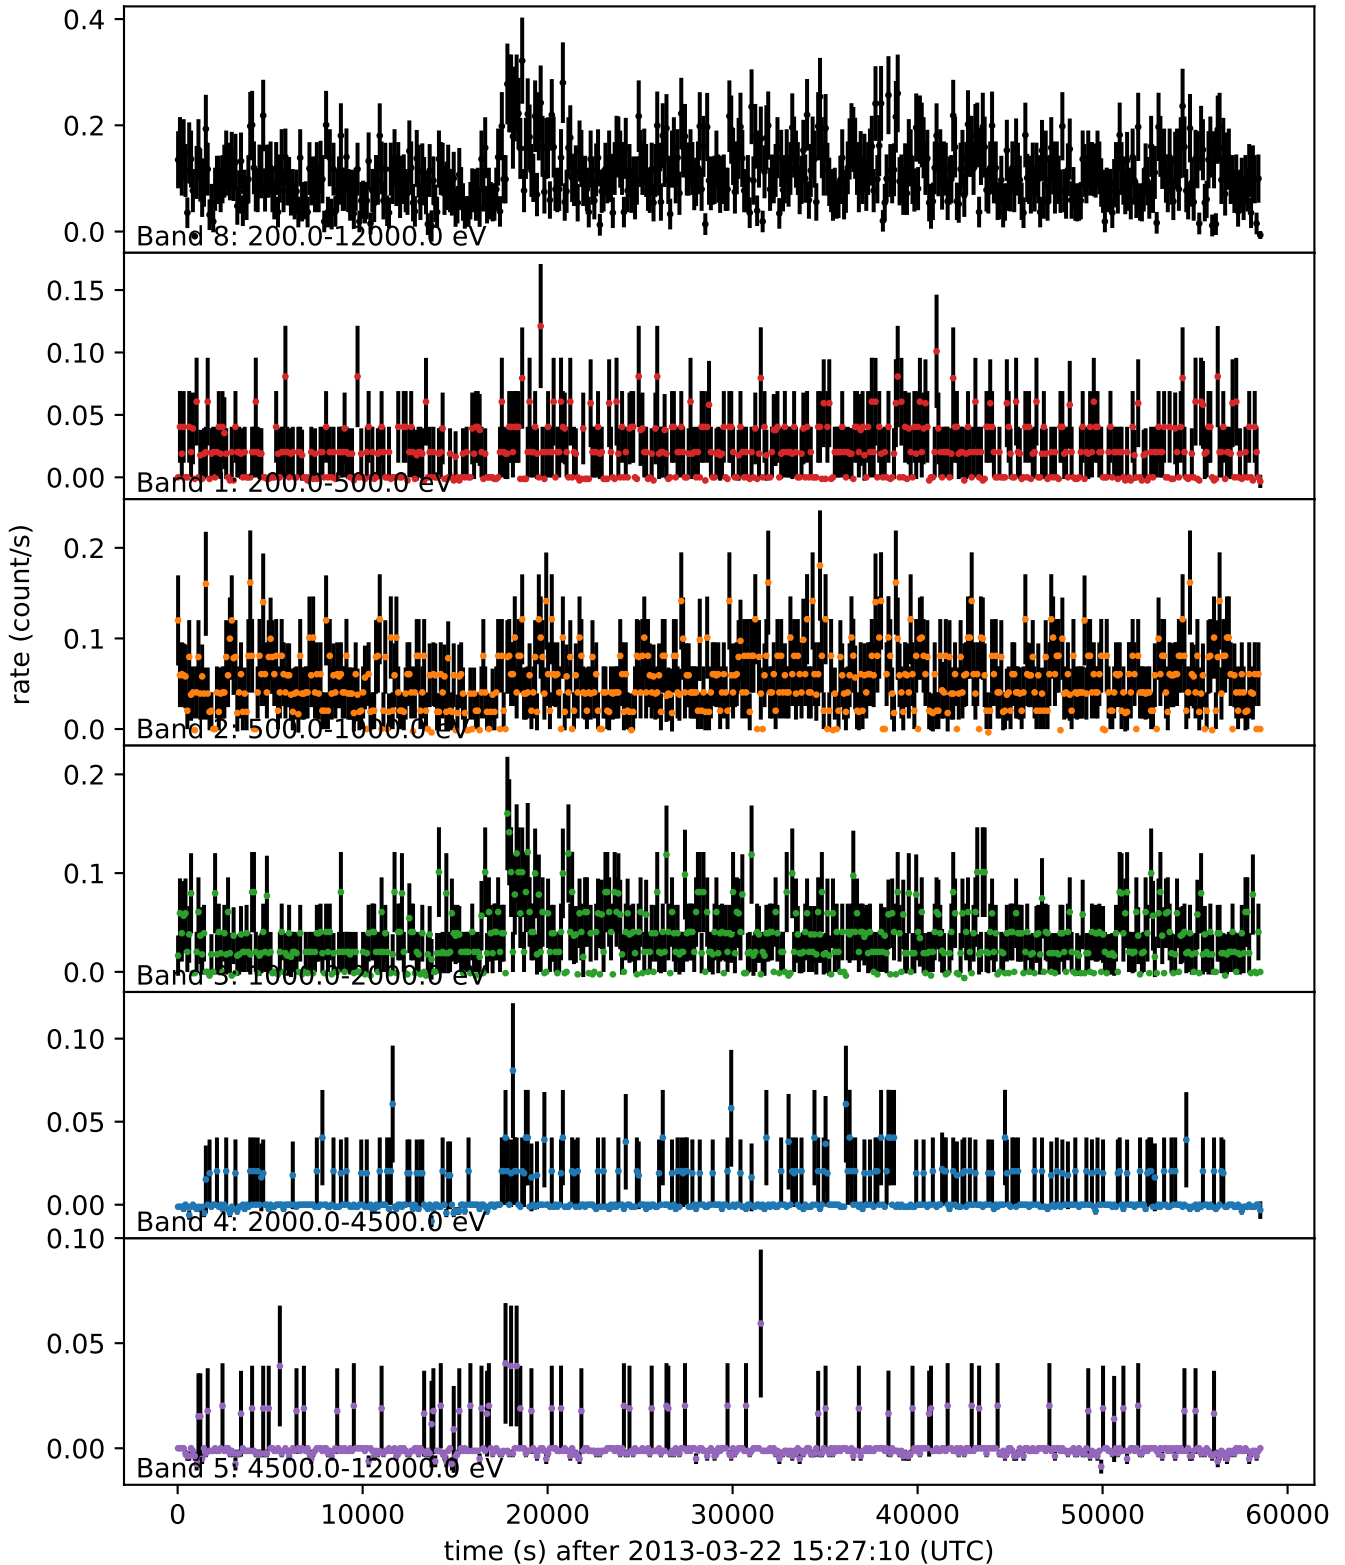 0.4
0.2
0.0
Band 8: 200.0-12000.0 eV
0.15
0.10
0.05
0.00
Band 1: 200.0-500.0 eV
rate (count/s)
0.2
0.1
0.0
Band 2: 500.0-1000.0 eV
0.2
0.1
0.0
Band 3: 1000.0-2000.0 eV
0.10
0.05
0.00
Band 4: 2000.0-4500.0 eV
0.10
0.05
0.00
Band 5: 4500.0-12000.0 eV
0 10000 20000 30000 40000 50000 60000
time (s) after 2013-03-22 15:27:10 (UTC)